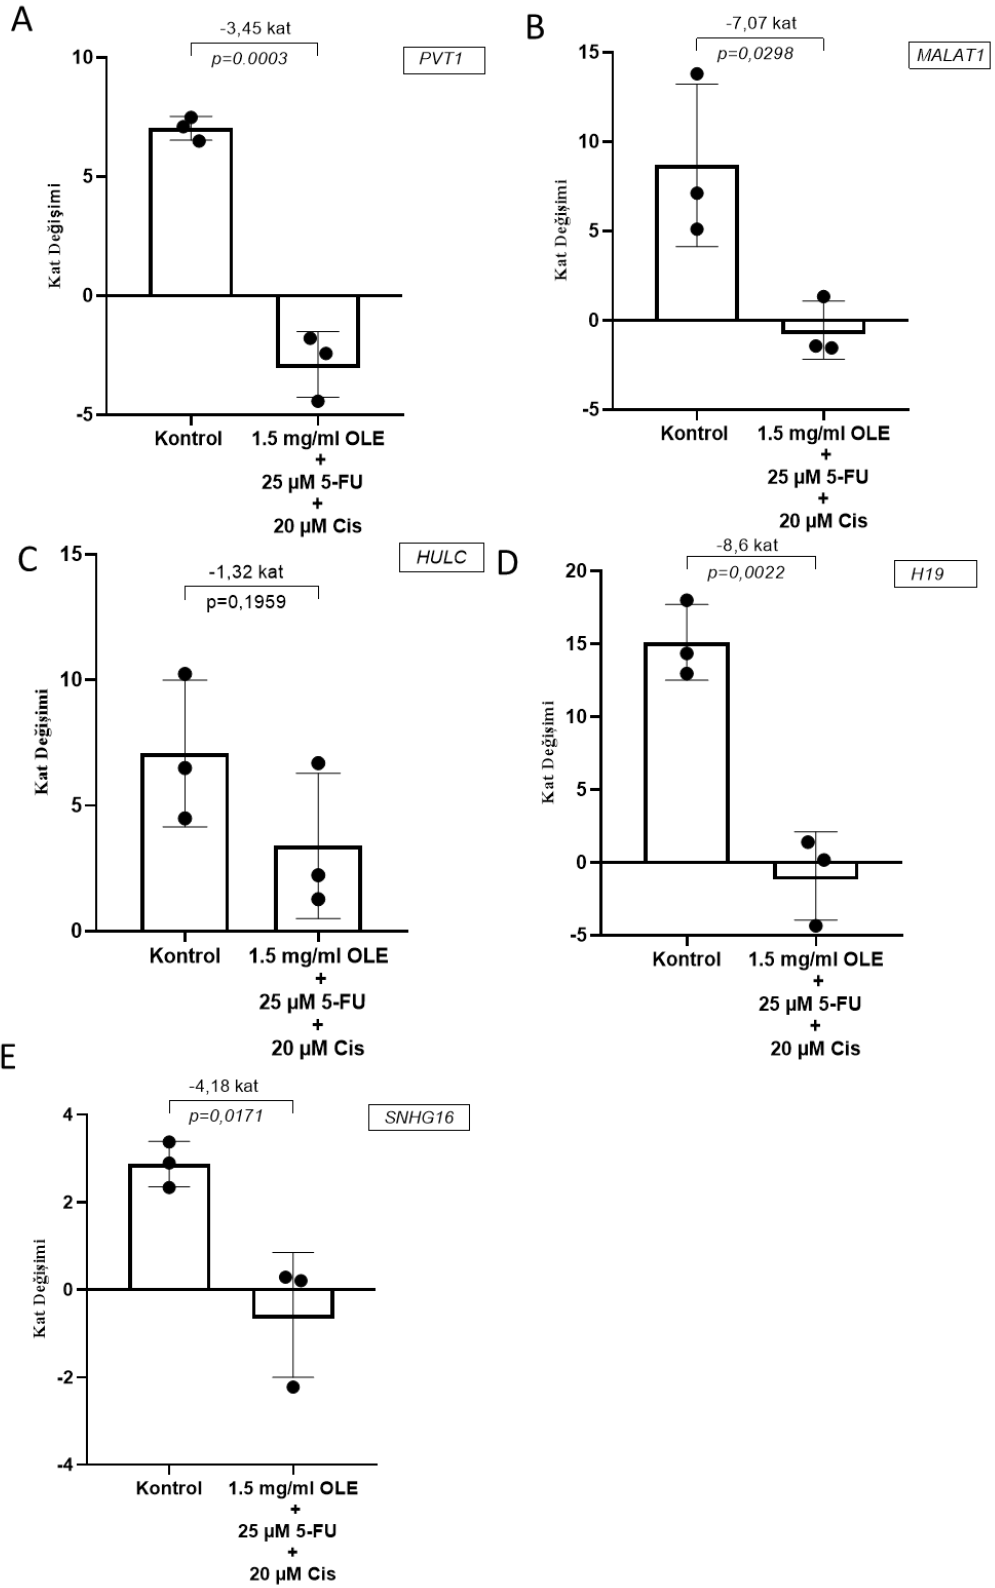 A
-3,45 kat
p=0.0003
PVT1
10
5
0
-5
Kat Değişimi
Kontrol
1.5 mg/ml OLE
+
25 µM 5-FU
+
20 µM Cis
B
-7,07 kat
p=0,0298
MALAT1
15
10
5
0
-5
Kat Değişimi
Kontrol
1.5 mg/ml OLE
+
25 µM 5-FU
+
20 µM Cis
C
-1,32 kat
p=0,1959
HULC
15
10
5
0
Kat Değişimi
Kontrol
1.5 mg/ml OLE
+
25 µM 5-FU
+
20 µM Cis
D
-8,6 kat
p=0,0022
H19
20
15
10
5
0
-5
Kat Değişimi
Kontrol
1.5 mg/ml OLE
+
25 µM 5-FU
+
20 µM Cis
E
-4,18 kat
p=0,0171
SNHG16
4
2
0
-2
-4
Kat Değişimi
Kontrol
1.5 mg/ml OLE
+
25 µM 5-FU
+
20 µM Cis